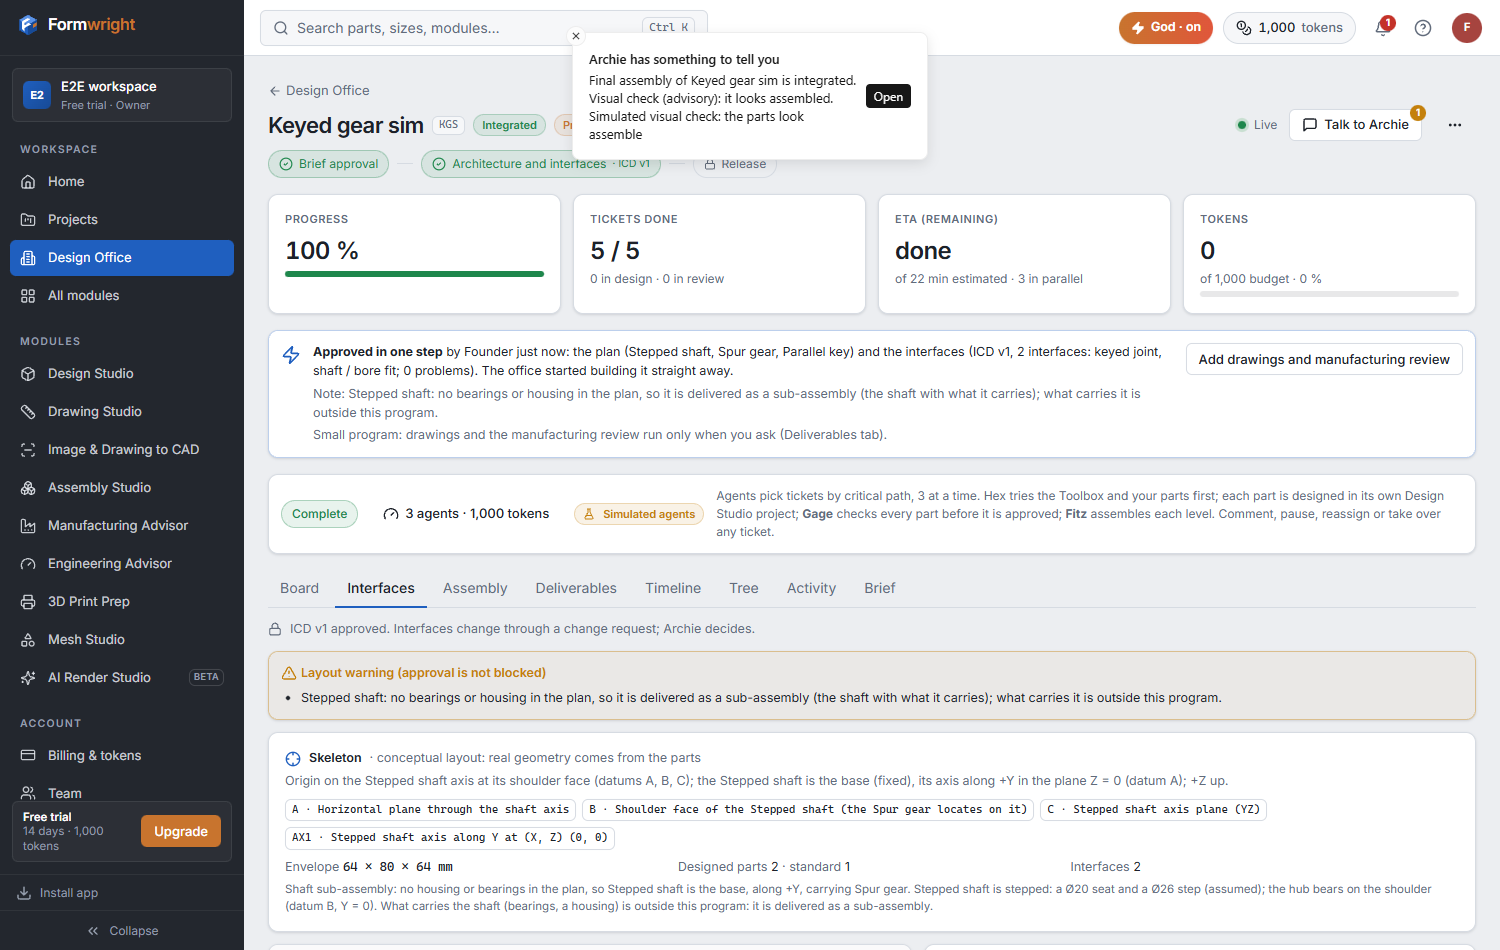 Formwright
Search parts, sizes, modules...
Ctrl K
God · on
1,000 tokens
1
F
E2
E2E workspace
Free trial · Owner
WORKSPACE
Home
Projects
Design Office
All modules
MODULES
Design Studio
Drawing Studio
Image & Drawing to CAD
Assembly Studio
Manufacturing Advisor
Engineering Advisor
3D Print Prep
Mesh Studio
AI Render Studio
BETA
ACCOUNT
Billing & tokens
Team
Free trial
14 days · 1,000
tokens
Upgrade
Install app
Collapse
Archie has something to tell you
Final assembly of Keyed gear sim is integrated.
Visual check (advisory): it looks assembled.
Simulated visual check: the parts look
assemble
Open
Design Office
Keyed gear sim
KGS
Integrated
Live
Talk to Archie
1
Brief approval
Architecture and interfaces · ICD v1
Release
PROGRESS
100 %
TICKETS DONE
5 / 5
0 in design · 0 in review
ETA (REMAINING)
done
of 22 min estimated · 3 in parallel
TOKENS
0
of 1,000 budget · 0 %
Approved in one step by Founder just now: the plan (Stepped shaft, Spur gear, Parallel key) and the interfaces (ICD v1, 2 interfaces: keyed joint,
shaft / bore fit; 0 problems). The office started building it straight away.
Note: Stepped shaft: no bearings or housing in the plan, so it is delivered as a sub-assembly (the shaft with what it carries); what carries it is
outside this program.
Small program: drawings and the manufacturing review run only when you ask (Deliverables tab).
Add drawings and manufacturing review
Complete
3 agents · 1,000 tokens
Simulated agents
Agents pick tickets by critical path, 3 at a time. Hex tries the Toolbox and your parts first; each part is designed in its own Design
Studio project; Gage checks every part before it is approved; Fitz assembles each level. Comment, pause, reassign or take over
any ticket.
Board
Interfaces
Assembly
Deliverables
Timeline
Tree
Activity
Brief
ICD v1 approved. Interfaces change through a change request; Archie decides.
Layout warning (approval is not blocked)
• Stepped shaft: no bearings or housing in the plan, so it is delivered as a sub-assembly (the shaft with what it carries); what carries it is outside this program.
Skeleton · conceptual layout: real geometry comes from the parts
Origin on the Stepped shaft axis at its shoulder face (datums A, B, C); the Stepped shaft is the base (fixed), its axis along +Y in the plane Z = 0 (datum A); +Z up.
A · Horizontal plane through the shaft axis
B · Shoulder face of the Stepped shaft (the Spur gear locates on it)
C · Stepped shaft axis plane (YZ)
AX1 · Stepped shaft axis along Y at (X, Z) (0, 0)
Envelope 64 × 80 × 64 mm
Designed parts 2 · standard 1
Interfaces 2
Shaft sub-assembly: no housing or bearings in the plan, so Stepped shaft is the base, along +Y, carrying Spur gear. Stepped shaft is stepped: a Ø20 seat and a Ø26 step (assumed); the hub bears on the shoulder
(datum B, Y = 0). What carries the shaft (bearings, a housing) is outside this program: it is delivered as a sub-assembly.